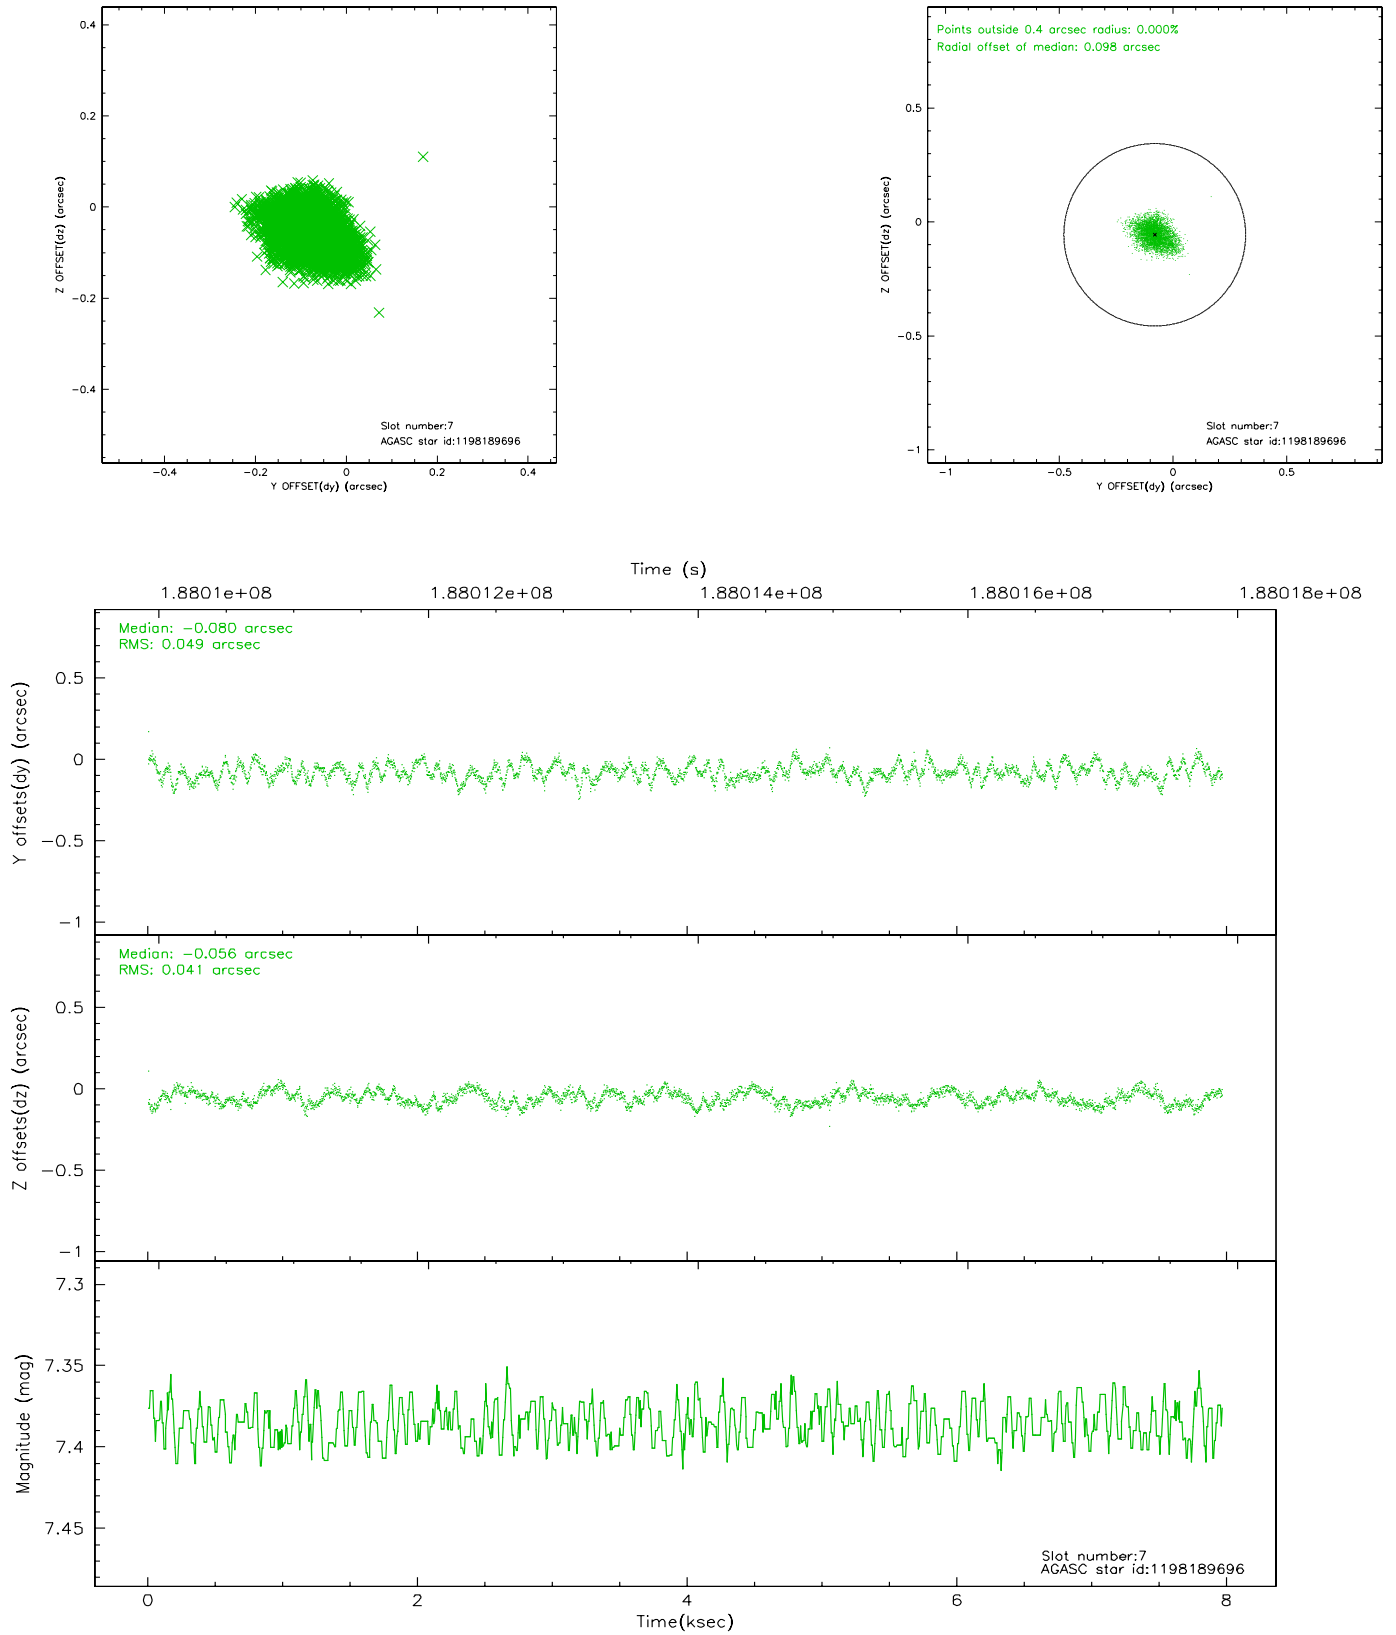 0.4
0.2
0
−0.2
−0.4
Z OFFSET(dz) (arcsec)
Slot number:7
AGASC star id:1198189696
−0.4 −0.2 0 0.2 0.4
Y OFFSET(dy) (arcsec)
Points outside 0.4 arcsec radius: 0.000%
Radial offset of median: 0.098 arcsec
0.5
0
−0.5
−1
Z OFFSET(dz) (arcsec)
Slot number:7
AGASC star id:1198189696
−1 −0.5 0 0.5
Y OFFSET(dy) (arcsec)
Time (s)
1.8801e+08 1.88012e+08 1.88014e+08 1.88016e+08 1.88018e+08
Median: −0.080 arcsec
RMS: 0.049 arcsec
0.5
0
−0.5
−1
Y offsets(dy) (arcsec)
Median: −0.056 arcsec
RMS: 0.041 arcsec
0.5
0
−0.5
−1
Z offsets(dz) (arcsec)
7.3
7.35
7.4
7.45
Magnitude (mag)
Slot number:7
AGASC star id:1198189696
0 2 4 6 8
Time(ksec)